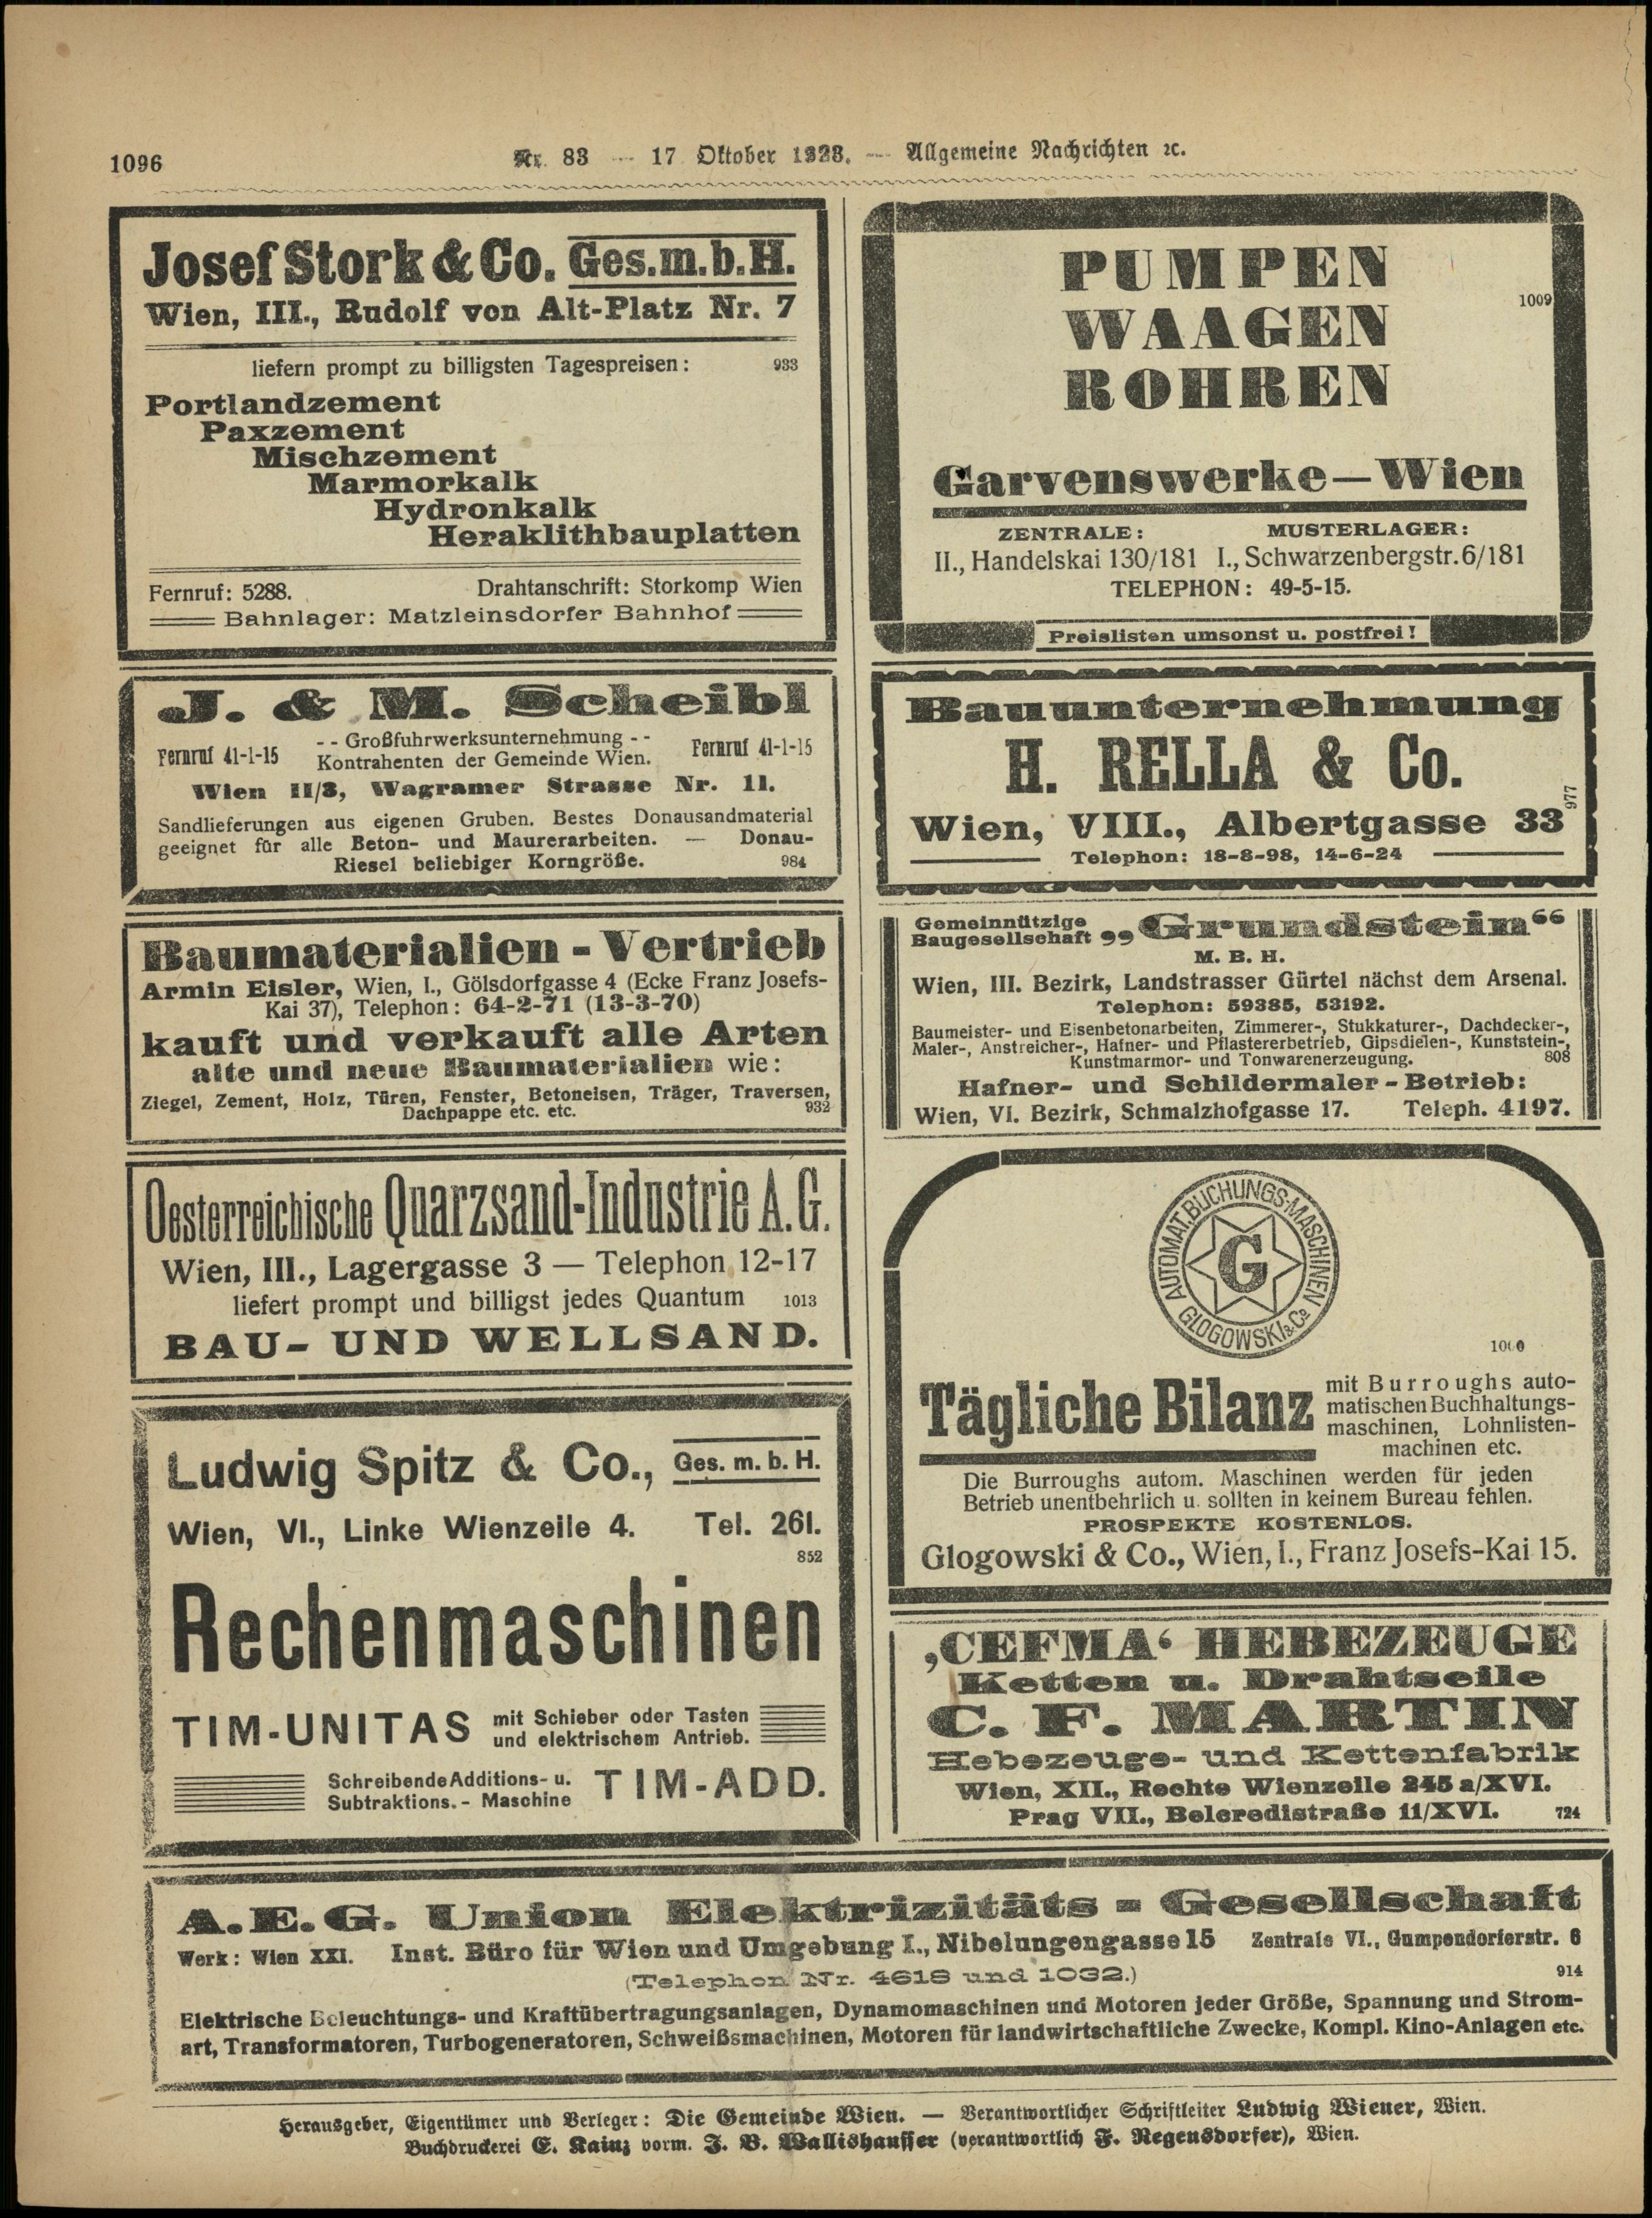 1096
Nr. 83 — 17 Oktober 1923. — Allgemeine Nachrichten ꝛc.
Josef Stork & Co. Ges.m.b.H.
Wien, III., Rudolf von Alt-Platz Nr. 7
liefern prompt zu billigsten Tagespreisen: 933
Portlandzement
Paxzement
Mischzement
Marmorkalk
Hydronkalk
Heraklithbauplatten
Fernruf: 5288. Drahtanschrift: Storkomp Wien
Bahnlager: Matzleinsdorfer Bahnhof
J. & M. Scheibl
- - Großfuhrwerksunternehmung - -
Fernruf 41-1-15 Kontrahenten der Gemeinde Wien. Fernruf 41-1-15
Wien II/3, Wagramer Strasse Nr. 11.
Sandlieferungen aus eigenen Gruben. Bestes Donausandmaterial
geeignet für alle Beton- und Maurerarbeiten. — Donau-
Riesel beliebiger Korngröße. 984
Baumaterialien - Vertrieb
Armin Eisler, Wien, I., Gölsdorfgasse 4 (Ecke Franz Josefs-
Kai 37), Telephon: 64-2-71 (13-3-70)
kauft und verkauft alle Arten
alte und neue Baumaterialien wie:
Ziegel, Zement, Holz, Türen, Fenster, Betoneisen, Träger, Traversen,
Dachpappe etc. etc. 932
Oesterreichische Quarzsand-Industrie A.G.
Wien, III., Lagergasse 3 — Telephon 12-17
liefert prompt und billigst jedes Quantum 1013
BAU- UND WELLSAND.
Ludwig Spitz & Co., Ges. m. b. H.
Wien, VI., Linke Wienzeile 4. Tel. 261.
852
Rechenmaschinen
TIM-UNITAS mit Schieber oder Tasten
und elektrischem Antrieb.
Schreibende Additions- u.
Subtraktions.- Maschine TIM-ADD.
PUMPEN
1009
WAAGEN
ROHREN
Garvenswerke—Wien
ZENTRALE: MUSTERLAGER:
II., Handelskai 130/181 I., Schwarzenbergstr. 6/181
TELEPHON: 49-5-15.
Preislisten umsonst u. postfrei!
Bauunternehmung
H. RELLA & Co.
977
Wien, VIII., Albertgasse 33
Telephon: 18-8-98, 14-6-24
Gemeinnützige
Baugesellschaft „Grundstein“
M. B. H.
Wien, III. Bezirk, Landstrasser Gürtel nächst dem Arsenal.
Telephon: 59385, 53192.
Baumeister- und Eisenbetonarbeiten, Zimmerer-, Stukkaturer-, Dachdecker-,
Maler-, Anstreicher-, Hafner- und Pflastererbetrieb, Gipsdielen-, Kunststein-,
Kunstmarmor- und Tonwarenerzeugung. 808
Hafner- und Schildermaler - Betrieb:
Wien, VI. Bezirk, Schmalzhofgasse 17. Teleph. 4197.
AUTOMAT.BUCHUNGS-MASCHINEN
G
GLOGOWSKI & Co
1000
Tägliche Bilanz mit Burroughs auto-
matischen Buchhaltungs-
maschinen, Lohnlisten-
machinen etc.
Die Burroughs autom. Maschinen werden für jeden
Betrieb unentbehrlich u. sollten in keinem Bureau fehlen.
PROSPEKTE KOSTENLOS.
Glogowski & Co., Wien, I., Franz Josefs-Kai 15.
‚CEFMA‘ HEBEZEUGE
Ketten u. Drahtseile
C. F. MARTIN
Hebezeuge- und Kettenfabrik
Wien, XII., Rechte Wienzeile 245 a/XVI.
Prag VII., Belcredistraße 11/XVI. 724
A.E.G. Union Elektrizitäts - Gesellschaft
Werk: Wien XXI. Inst. Büro für Wien und Umgebung I., Nibelungengasse 15 Zentrale VI., Gumpendorferstr. 6
(Telephon Nr. 4618 und 1032.) 914
Elektrische Beleuchtungs- und Kraftübertragungsanlagen, Dynamomaschinen und Motoren jeder Größe, Spannung und Strom-
art, Transformatoren, Turbogeneratoren, Schweißsmachinen, Motoren für landwirtschaftliche Zwecke, Kompl. Kino-Anlagen etc.
Herausgeber, Eigentümer und Verleger: Die Gemeinde Wien. — Verantwortlicher Schriftleiter Ludwig Wiener, Wien.
Buchdruckerei E. Kainz vorm. J. B. Wallishausser (verantwortlich F. Regensdorfer), Wien.